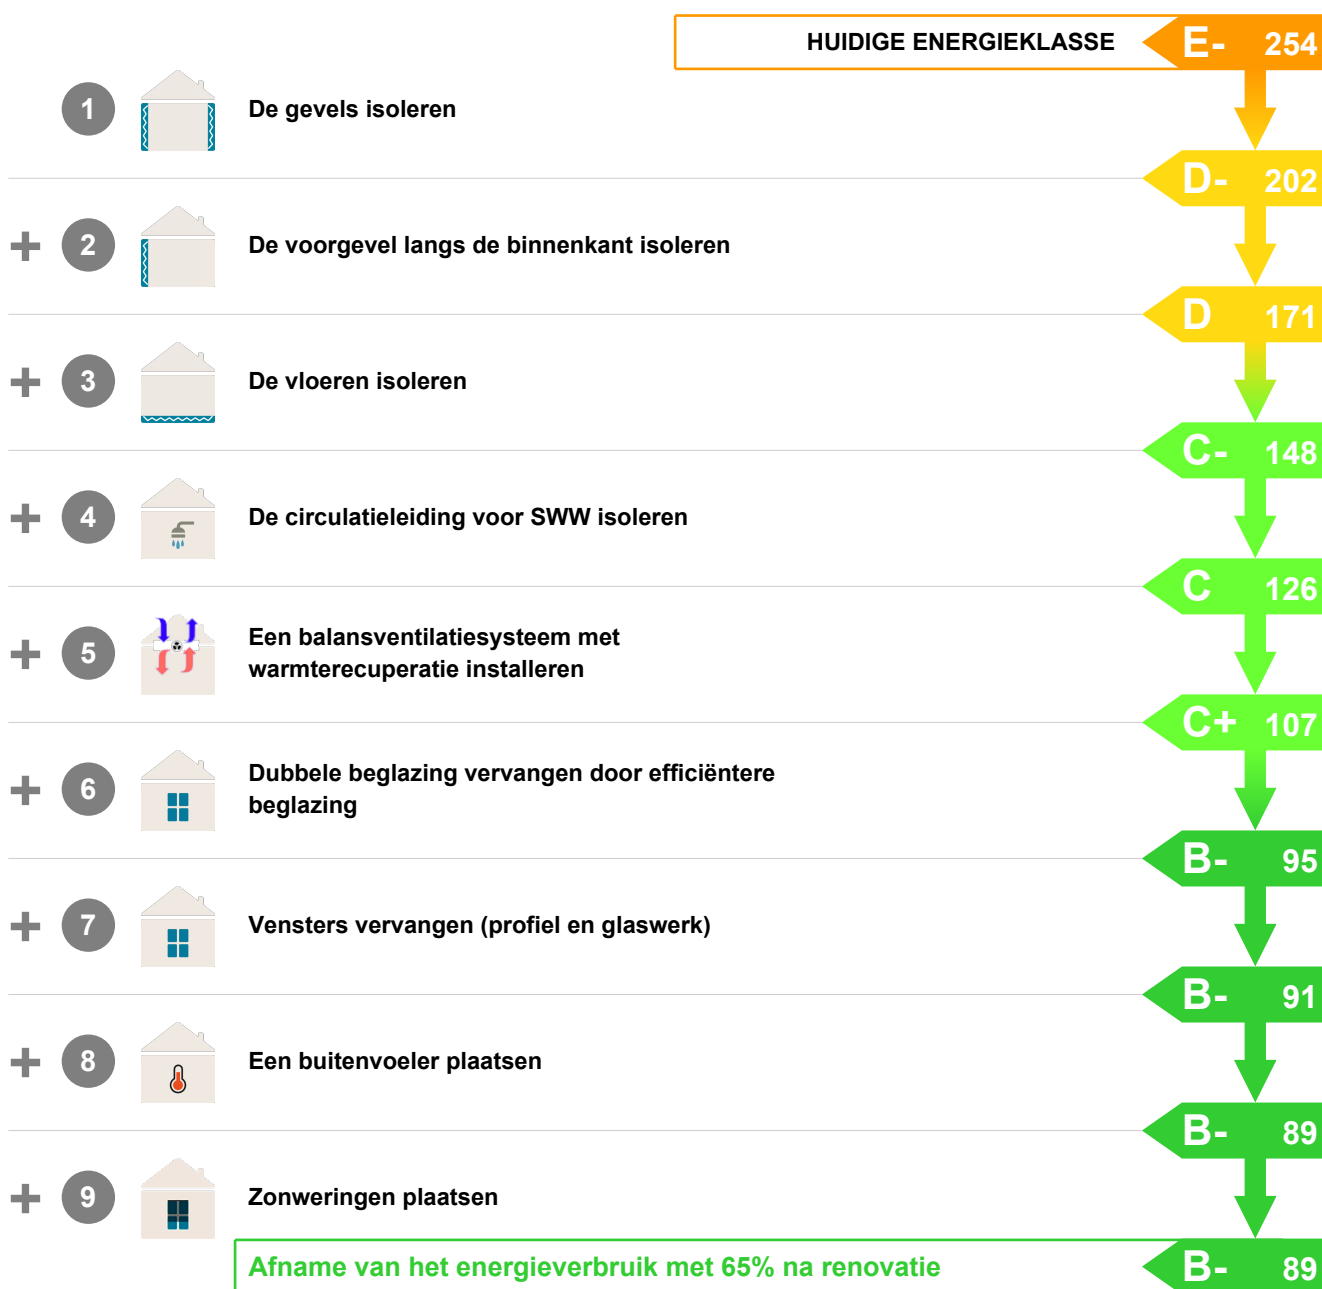 HUIDIGE ENERGIEKLASSE E- 254
1 De gevels isoleren
D- 202
+ 2 De voorgevel langs de binnenkant isoleren
D 171
+ 3 De vloeren isoleren
C- 148
+ 4 De circulatieleiding voor SWW isoleren
C 126
+ 5 Een balansventilatiesysteem met
warmterecuperatie installeren
C+ 107
+ 6 Dubbele beglazing vervangen door efficiëntere
beglazing
B- 95
+ 7 Vensters vervangen (profiel en glaswerk)
B- 91
+ 8 Een buitenvoeler plaatsen
B- 89
+ 9 Zonweringen plaatsen
Afname van het energieverbruik met 65% na renovatie B- 89